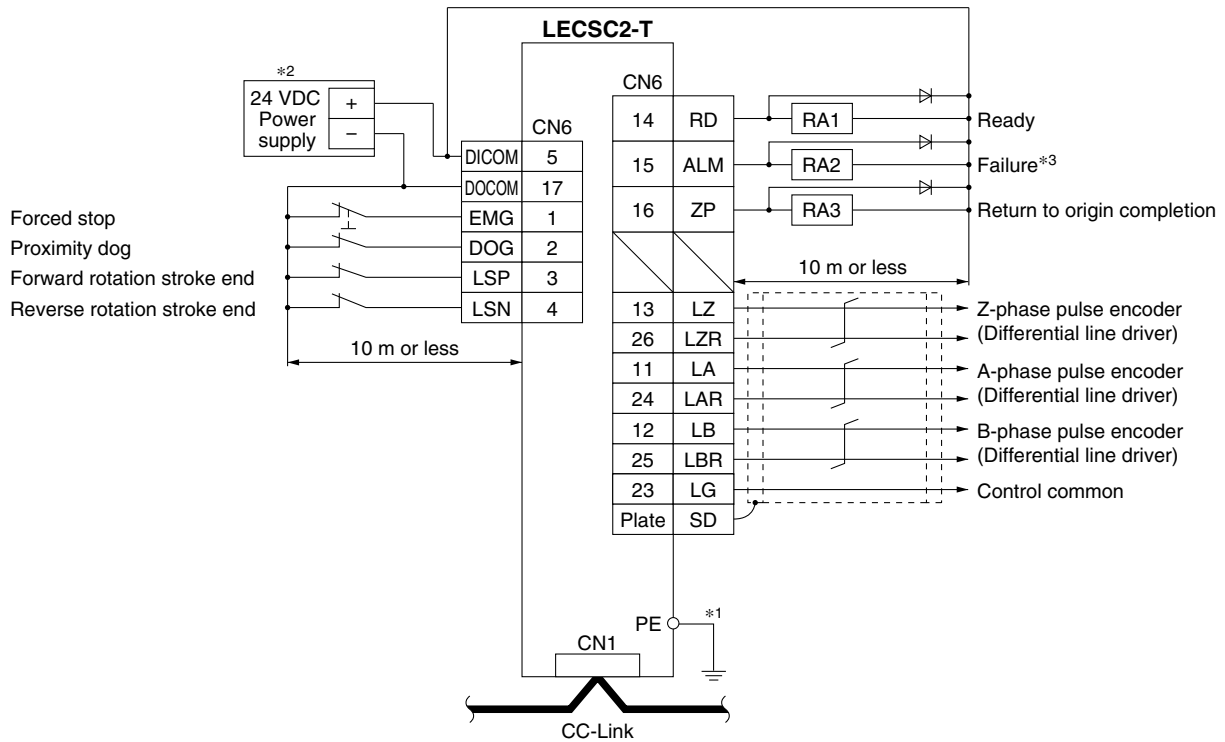 LECSC2-T
*2
24 VDC
Power
supply
+
−
CN6
DICOM 5
DOCOM 17
Forced stop EMG 1
Proximity dog DOG 2
Forward rotation stroke end LSP 3
Reverse rotation stroke end LSN 4
10 m or less
CN6
14 RD RA1 Ready
15 ALM RA2 Failure*3
16 ZP RA3 Return to origin completion
10 m or less
13 LZ Z-phase pulse encoder
26 LZR (Differential line driver)
11 LA A-phase pulse encoder
24 LAR (Differential line driver)
12 LB B-phase pulse encoder
25 LBR (Differential line driver)
23 LG Control common
Plate SD
PE *1
CN1
CC-Link